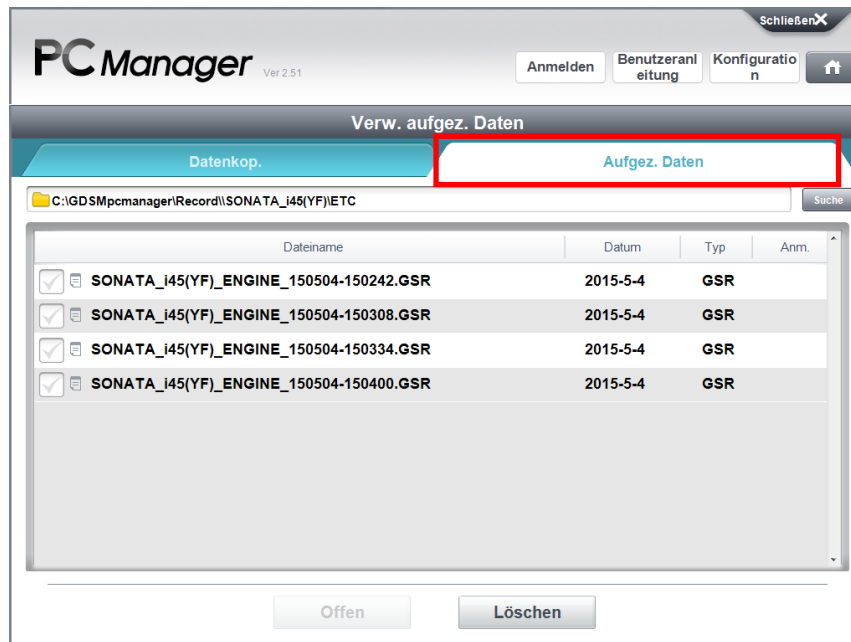 Schließen
PC Manager Ver 2.51
Anmelden
Benutzeranl
eitung
Konfiguratio
n
Verw. aufgez. Daten
Datenkop.
Aufgez. Daten
C:\GDSMpcmanager\Record\\SONATA_i45(YF)\ETC
Suche
Dateiname Datum Typ Anm.
SONATA_i45(YF)_ENGINE_150504-150242.GSR 2015-5-4 GSR
SONATA_i45(YF)_ENGINE_150504-150308.GSR 2015-5-4 GSR
SONATA_i45(YF)_ENGINE_150504-150334.GSR 2015-5-4 GSR
SONATA_i45(YF)_ENGINE_150504-150400.GSR 2015-5-4 GSR
Offen Löschen